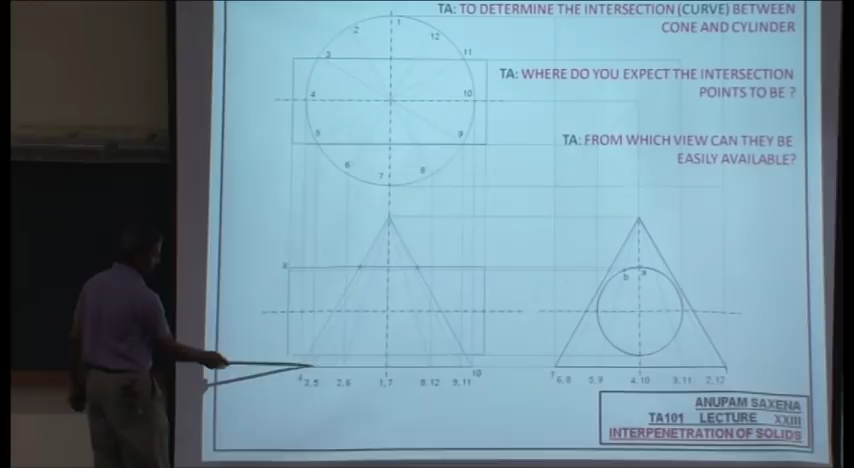 TA: TO DETERMINE THE INTERSECTION (CURVE) BETWEEN
CONE AND CYLINDER
TA: WHERE DO YOU EXPECT THE INTERSECTION
POINTS TO BE ?
TA: FROM WHICH VIEW CAN THEY BE
EASILY AVAILABLE?
1
2
12
3
11
4
10
5
9
6
8
7
a
b a
4 3,5 2,6 1,7 8,12 9,11 10
7 6,8 5,9 4,10 3,11 2,12
ANUPAM SAXENA
TA101 LECTURE XXIII
INTERPENETRATION OF SOLIDS